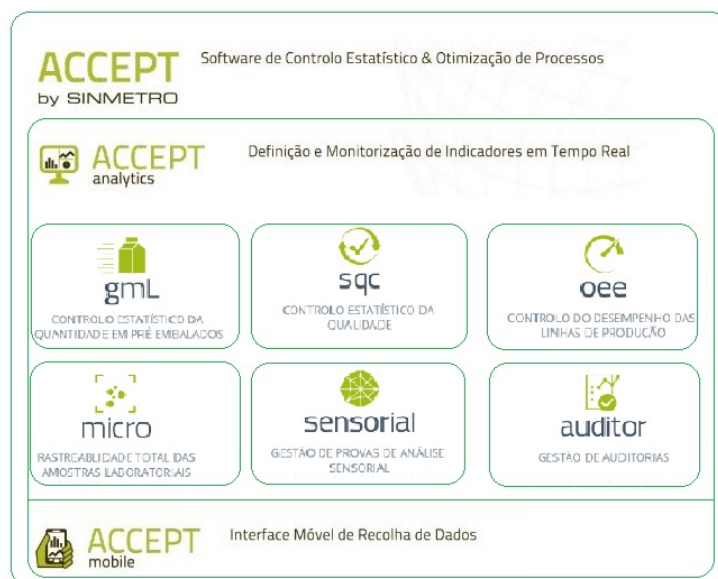 ACCEPT
by SINMETRO
Software de Controlo Estatístico & Otimização de Processos
ACCEPT
analytics
Definição e Monitorização de Indicadores em Tempo Real
gmL
CONTROLO ESTATÍSTICO DA
QUANTIDADE EM PRÉ EMBALADOS
sqc
CONTROLO ESTATÍSTICO DA
QUALIDADE
oee
CONTROLO DO DESEMPENHO DAS
LINHAS DE PRODUÇÃO
micro
RASTREABLIDADE TOTAL DAS
AMOSTRAS LABORATORIAIS
sensorial
GESTÃO DE PROVAS DE ANÁLISE
SENSORIAL
auditor
GESTÃO DE AUDITORIAS
ACCEPT
mobile
Interface Móvel de Recolha de Dados